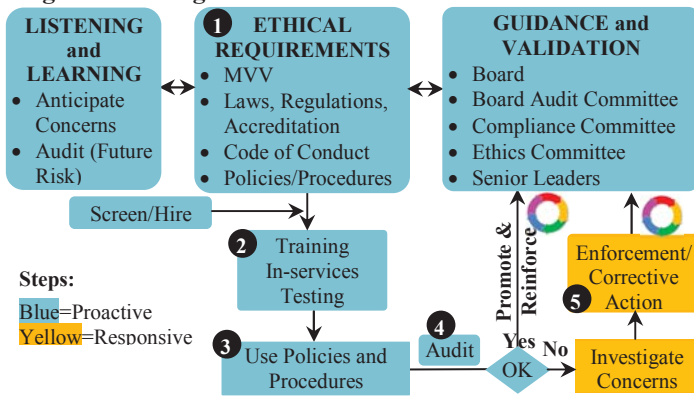 LISTENING
and
LEARNING
• Anticipate
Concerns
• Audit (Future
Risk)
1
ETHICAL
REQUIREMENTS
• MVV
• Laws, Regulations,
Accreditation
• Code of Conduct
• Policies/Procedures
GUIDANCE and
VALIDATION
• Board
• Board Audit Committee
• Compliance Committee
• Ethics Committee
• Senior Leaders
Screen/Hire
2
Training
In-services
Testing
Promote &
Reinforce
Enforcement/
Corrective
Action
5
Steps:
Blue=Proactive
Yellow=Responsive
3
Use Policies and
Procedures
4
Audit
Yes
OK
No
Investigate
Concerns